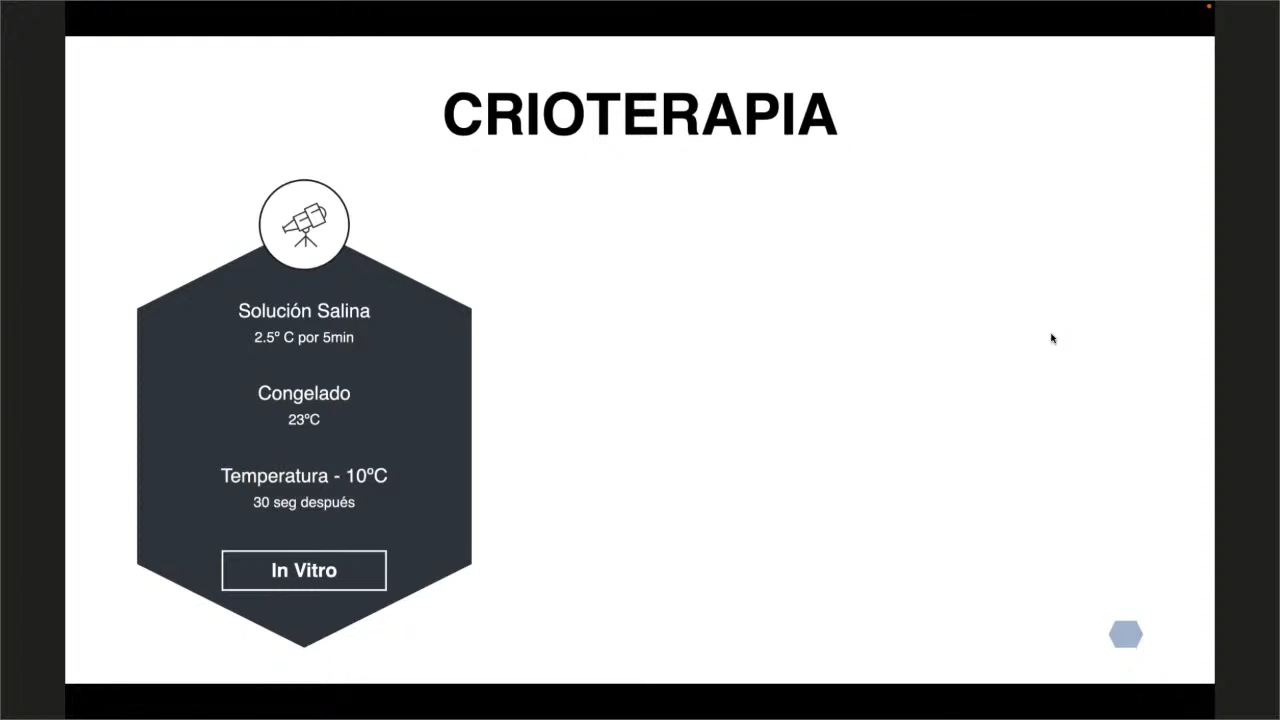 CRIOTERAPIA
Solución Salina
2.5º C por 5min
Congelado
23ºC
Temperatura - 10ºC
30 seg después
In Vitro